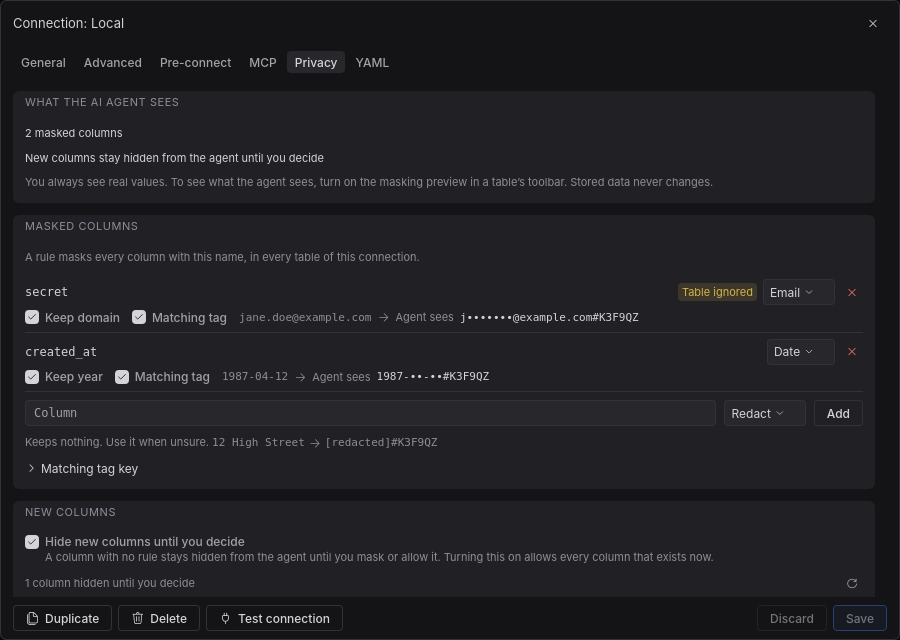 Connection: Local
General Advanced Pre-connect MCP Privacy YAML
WHAT THE AI AGENT SEES
2 masked columns
New columns stay hidden from the agent until you decide
You always see real values. To see what the agent sees, turn on the masking preview in a table's toolbar. Stored data never changes.
MASKED COLUMNS
A rule masks every column with this name, in every table of this connection.
secret Table ignored Email
Keep domain Matching tag jane.doe@example.com → Agent sees j•••••••@example.com#K3F9QZ
created_at Date
Keep year Matching tag 1987-04-12 → Agent sees 1987-••-••#K3F9QZ
Column Redact Add
Keeps nothing. Use it when unsure. 12 High Street → [redacted]#K3F9QZ
Matching tag key
NEW COLUMNS
Hide new columns until you decide
A column with no rule stays hidden from the agent until you mask or allow it. Turning this on allows every column that exists now.
1 column hidden until you decide
Duplicate Delete Test connection Discard Save